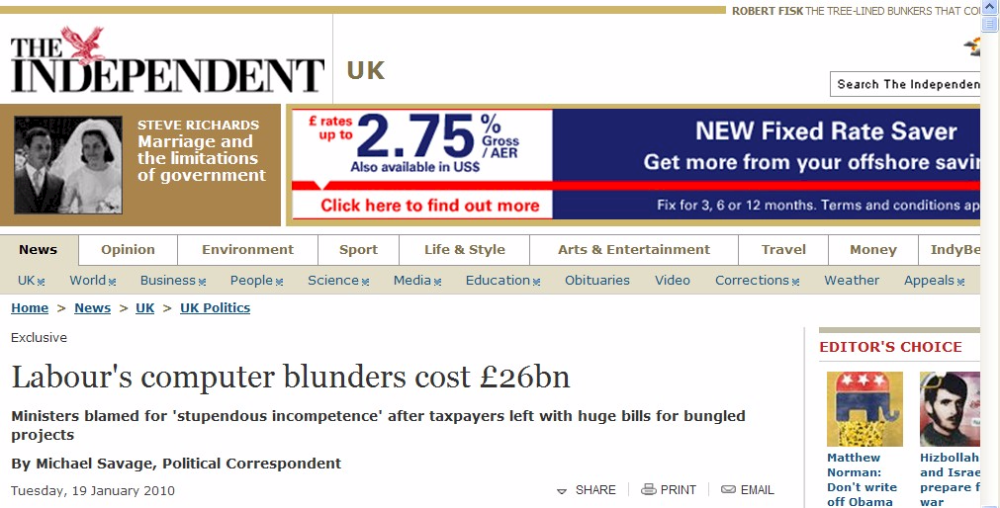 ROBERT FISK THE TREE-LINED BUNKERS THAT
THE
INDEPENDENT
UK
Search The Independen
STEVE RICHARDS
Marriage and
the limitations
of government
£ rates
up to
2.75%
Gross
/AER
Also available in US$
Click here to find out more
NEW Fixed Rate Saver
Get more from your offshore savin
Fix for 3, 6 or 12 months. Terms and conditions ap
News Opinion Environment Sport Life & Style Arts & Entertainment Travel Money IndyBe
UK World Business People Science Media Education Obituaries Video Corrections Weather Appeals
Home > News > UK > UK Politics
Exclusive
Labour's computer blunders cost £26bn
Ministers blamed for 'stupendous incompetence' after taxpayers left with huge bills for bungled
projects
By Michael Savage, Political Correspondent
Tuesday, 19 January 2010
SHARE PRINT EMAIL
EDITOR'S CHOICE
Matthew
Norman:
Don't write
off Obama
Hizbollah
and Israe
prepare f
war